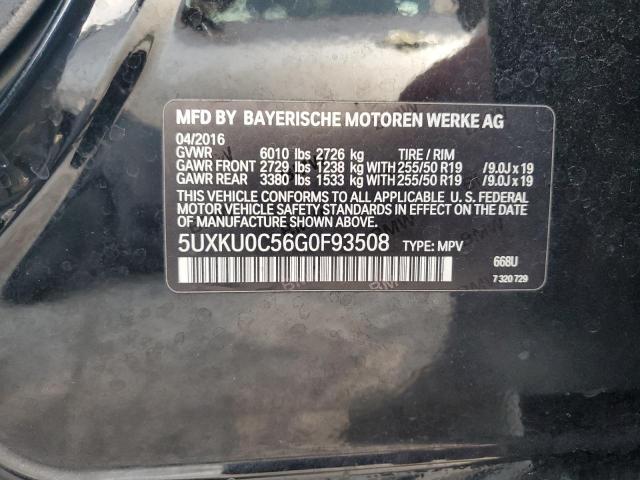 MFD BY BAYERISCHE MOTOREN WERKE AG
04/2016
GVWR 6010 lbs 2726 kg TIRE / RIM
GAWR FRONT 2729 lbs 1238 kg WITH 255/50 R19 /9.0J x 19
GAWR REAR 3380 lbs 1533 kg WITH 255/50 R19 /9.0J x 19
THIS VEHICLE CONFORMS TO ALL APPLICABLE U. S. FEDERAL
MOTOR VEHICLE SAFETY STANDARDS IN EFFECT ON THE DATE
OF MANUFACTURE SHOWN ABOVE.
5UXKU0C56G0F93508 TYPE: MPV
668U
7 320 729